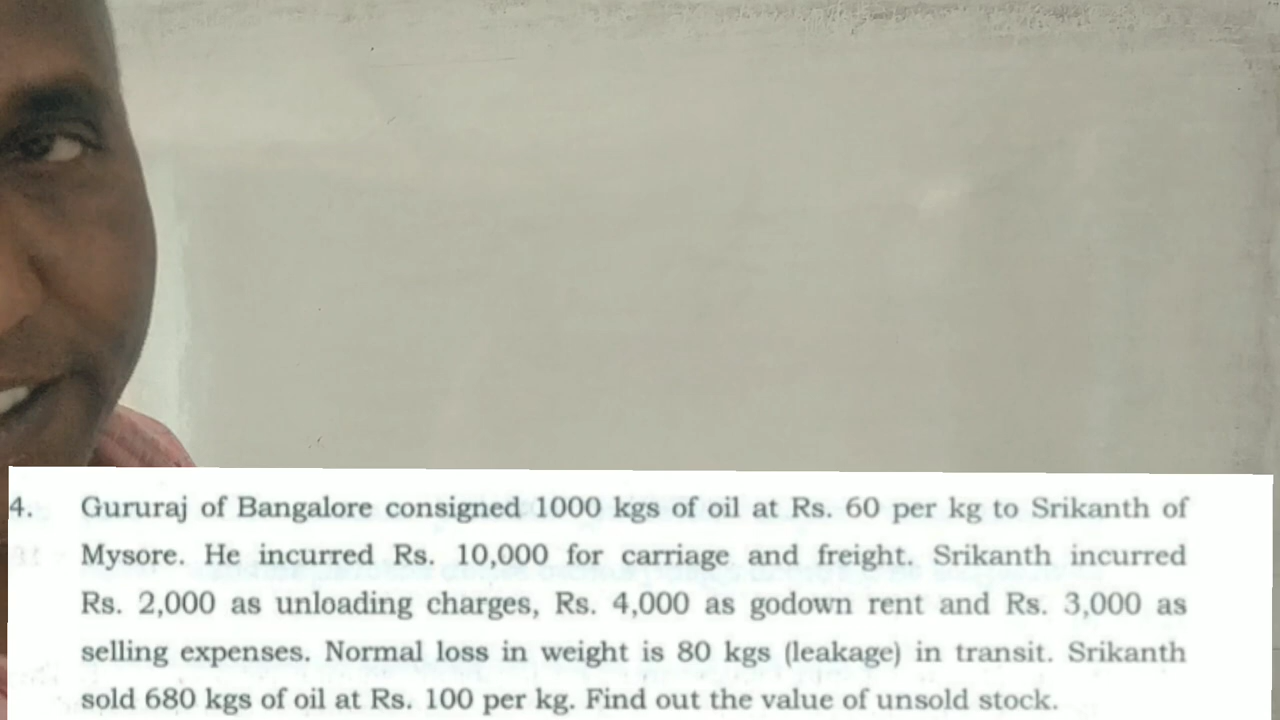 4. Gururaj of Bangalore consigned 1000 kgs of oil at Rs. 60 per kg to Srikanth of
Mysore. He incurred Rs. 10,000 for carriage and freight. Srikanth incurred
Rs. 2,000 as unloading charges, Rs. 4,000 as godown rent and Rs. 3,000 as
selling expenses. Normal loss in weight is 80 kgs (leakage) in transit. Srikanth
sold 680 kgs of oil at Rs. 100 per kg. Find out the value of unsold stock.